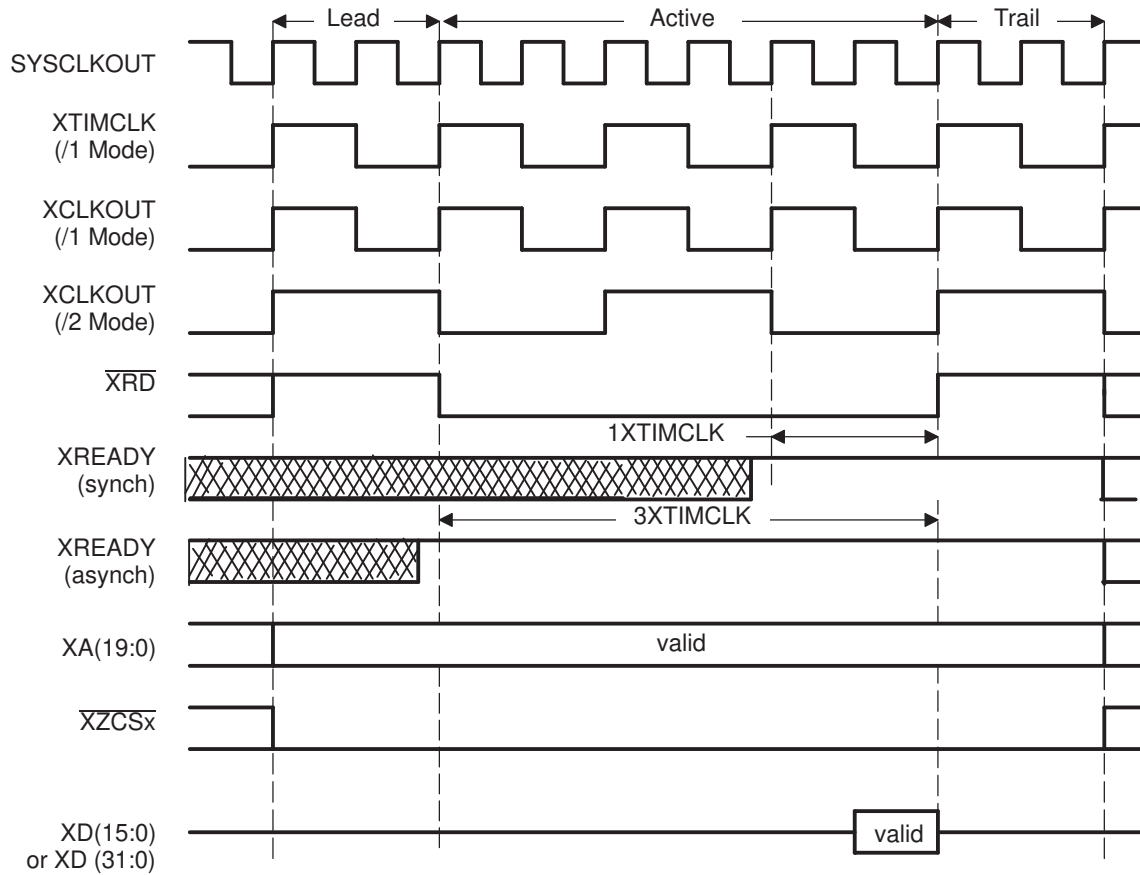 Lead Active Trail
SYSCLKOUT
XTIMCLK
(/1 Mode)
XCLKOUT
(/1 Mode)
XCLKOUT
(/2 Mode)
XRD
1XTIMCLK
XREADY
(synch)
3XTIMCLK
XREADY
(asynch)
XA(19:0) valid
XZCSx
XD(15:0) valid
or XD (31:0)